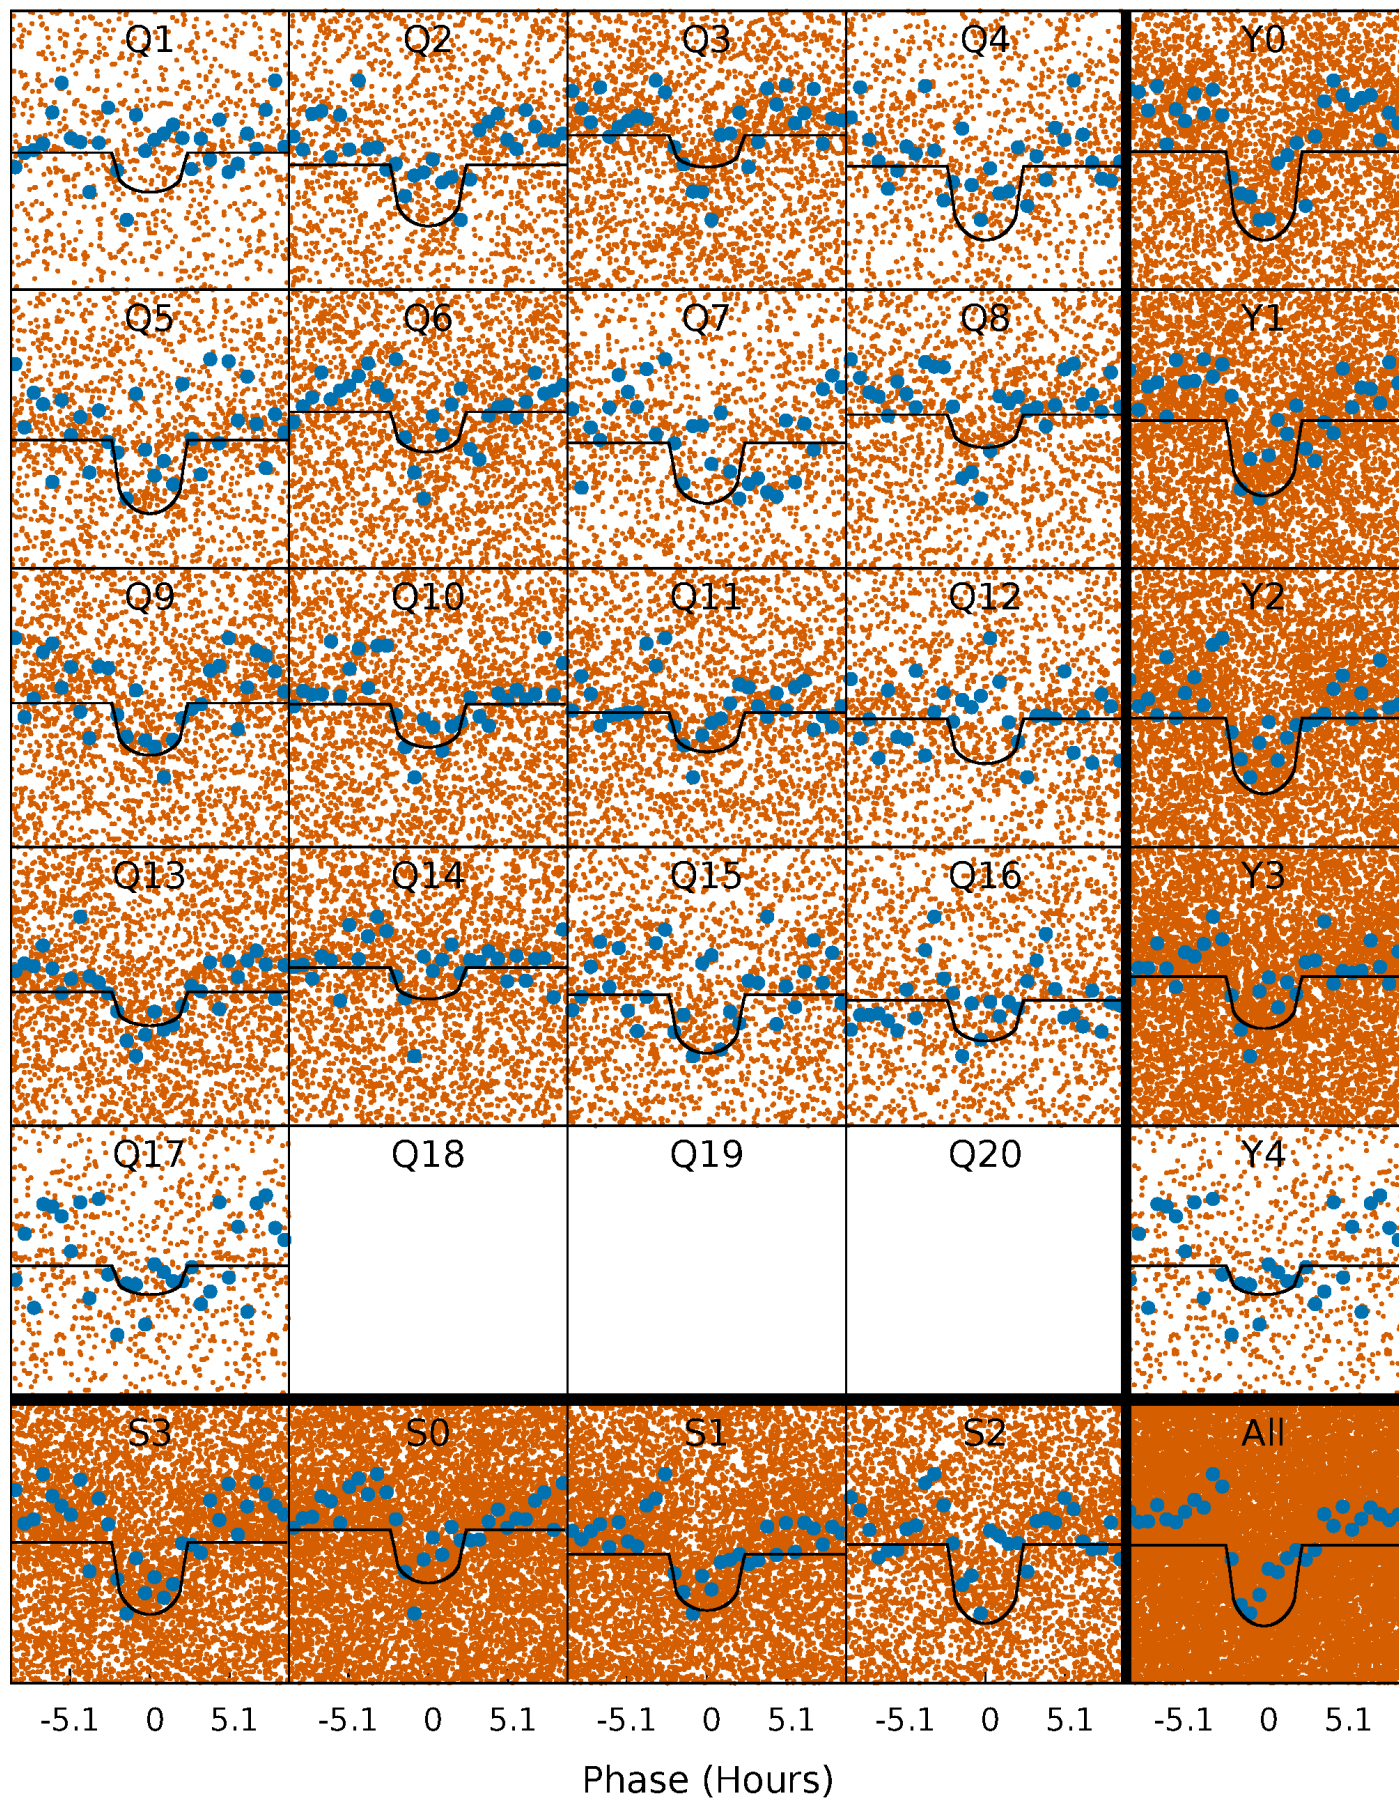 Q1 Q2 Q3 Q4 Y0
Q5 Q6 Q7 Q8 Y1
Q9 Q10 Q11 Q12 Y2
Q13 Q14 Q15 Q16 Y3
Q17 Q18 Q19 Q20 Y4
S3 S0 S1 S2 All
-5.1 0 5.1 -5.1 0 5.1 -5.1 0 5.1 -5.1 0 5.1 -5.1 0 5.1
Phase (Hours)